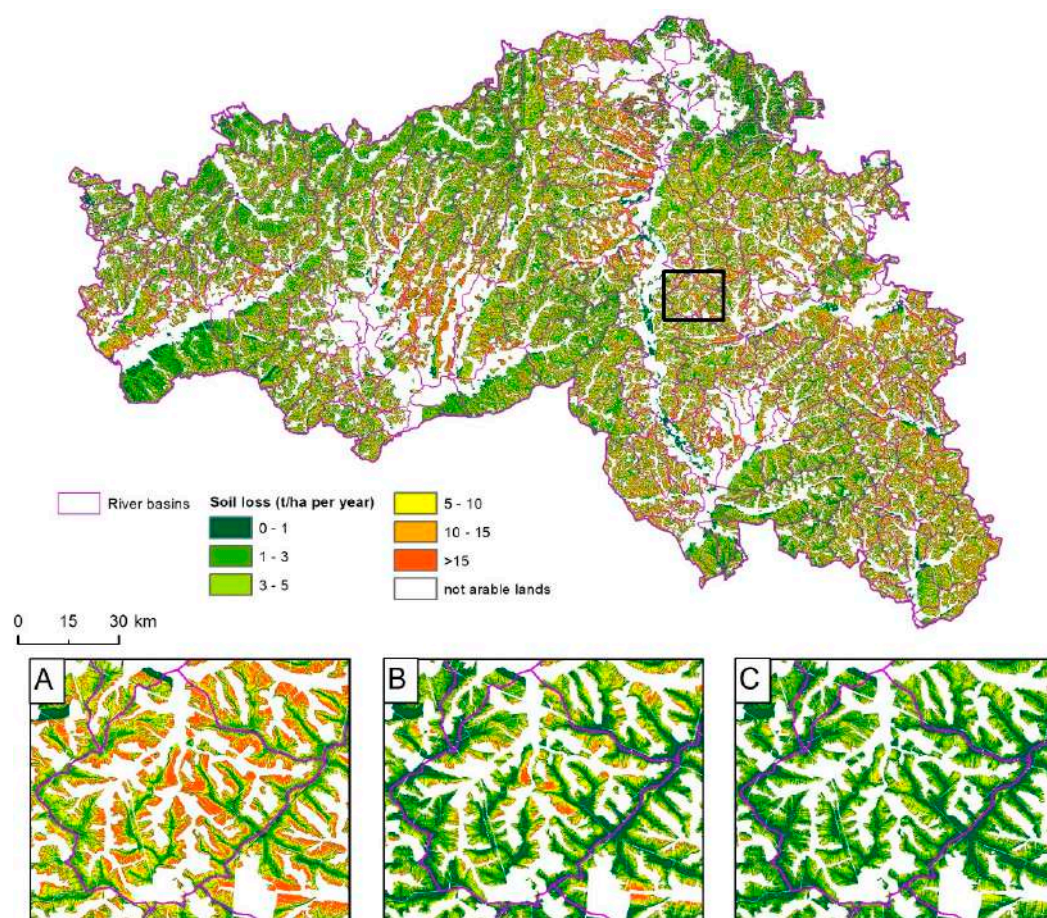 River basins
Soil loss (t/ha per year)
0 - 1
1 - 3
3 - 5
5 - 10
10 - 15
>15
not arable lands
0 15 30 km
A
B
C